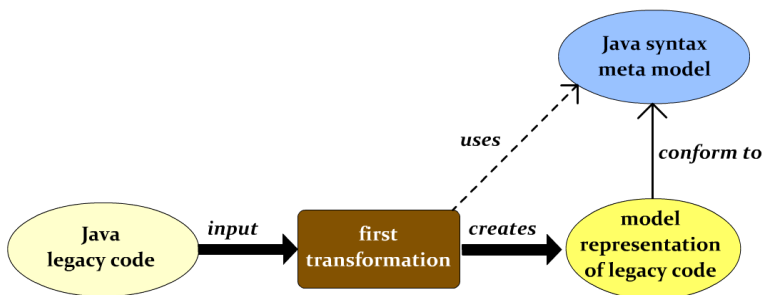 Java syntax
meta model
uses
conform to
Java
legacy code
input
first
transformation
creates
model
representation
of legacy code